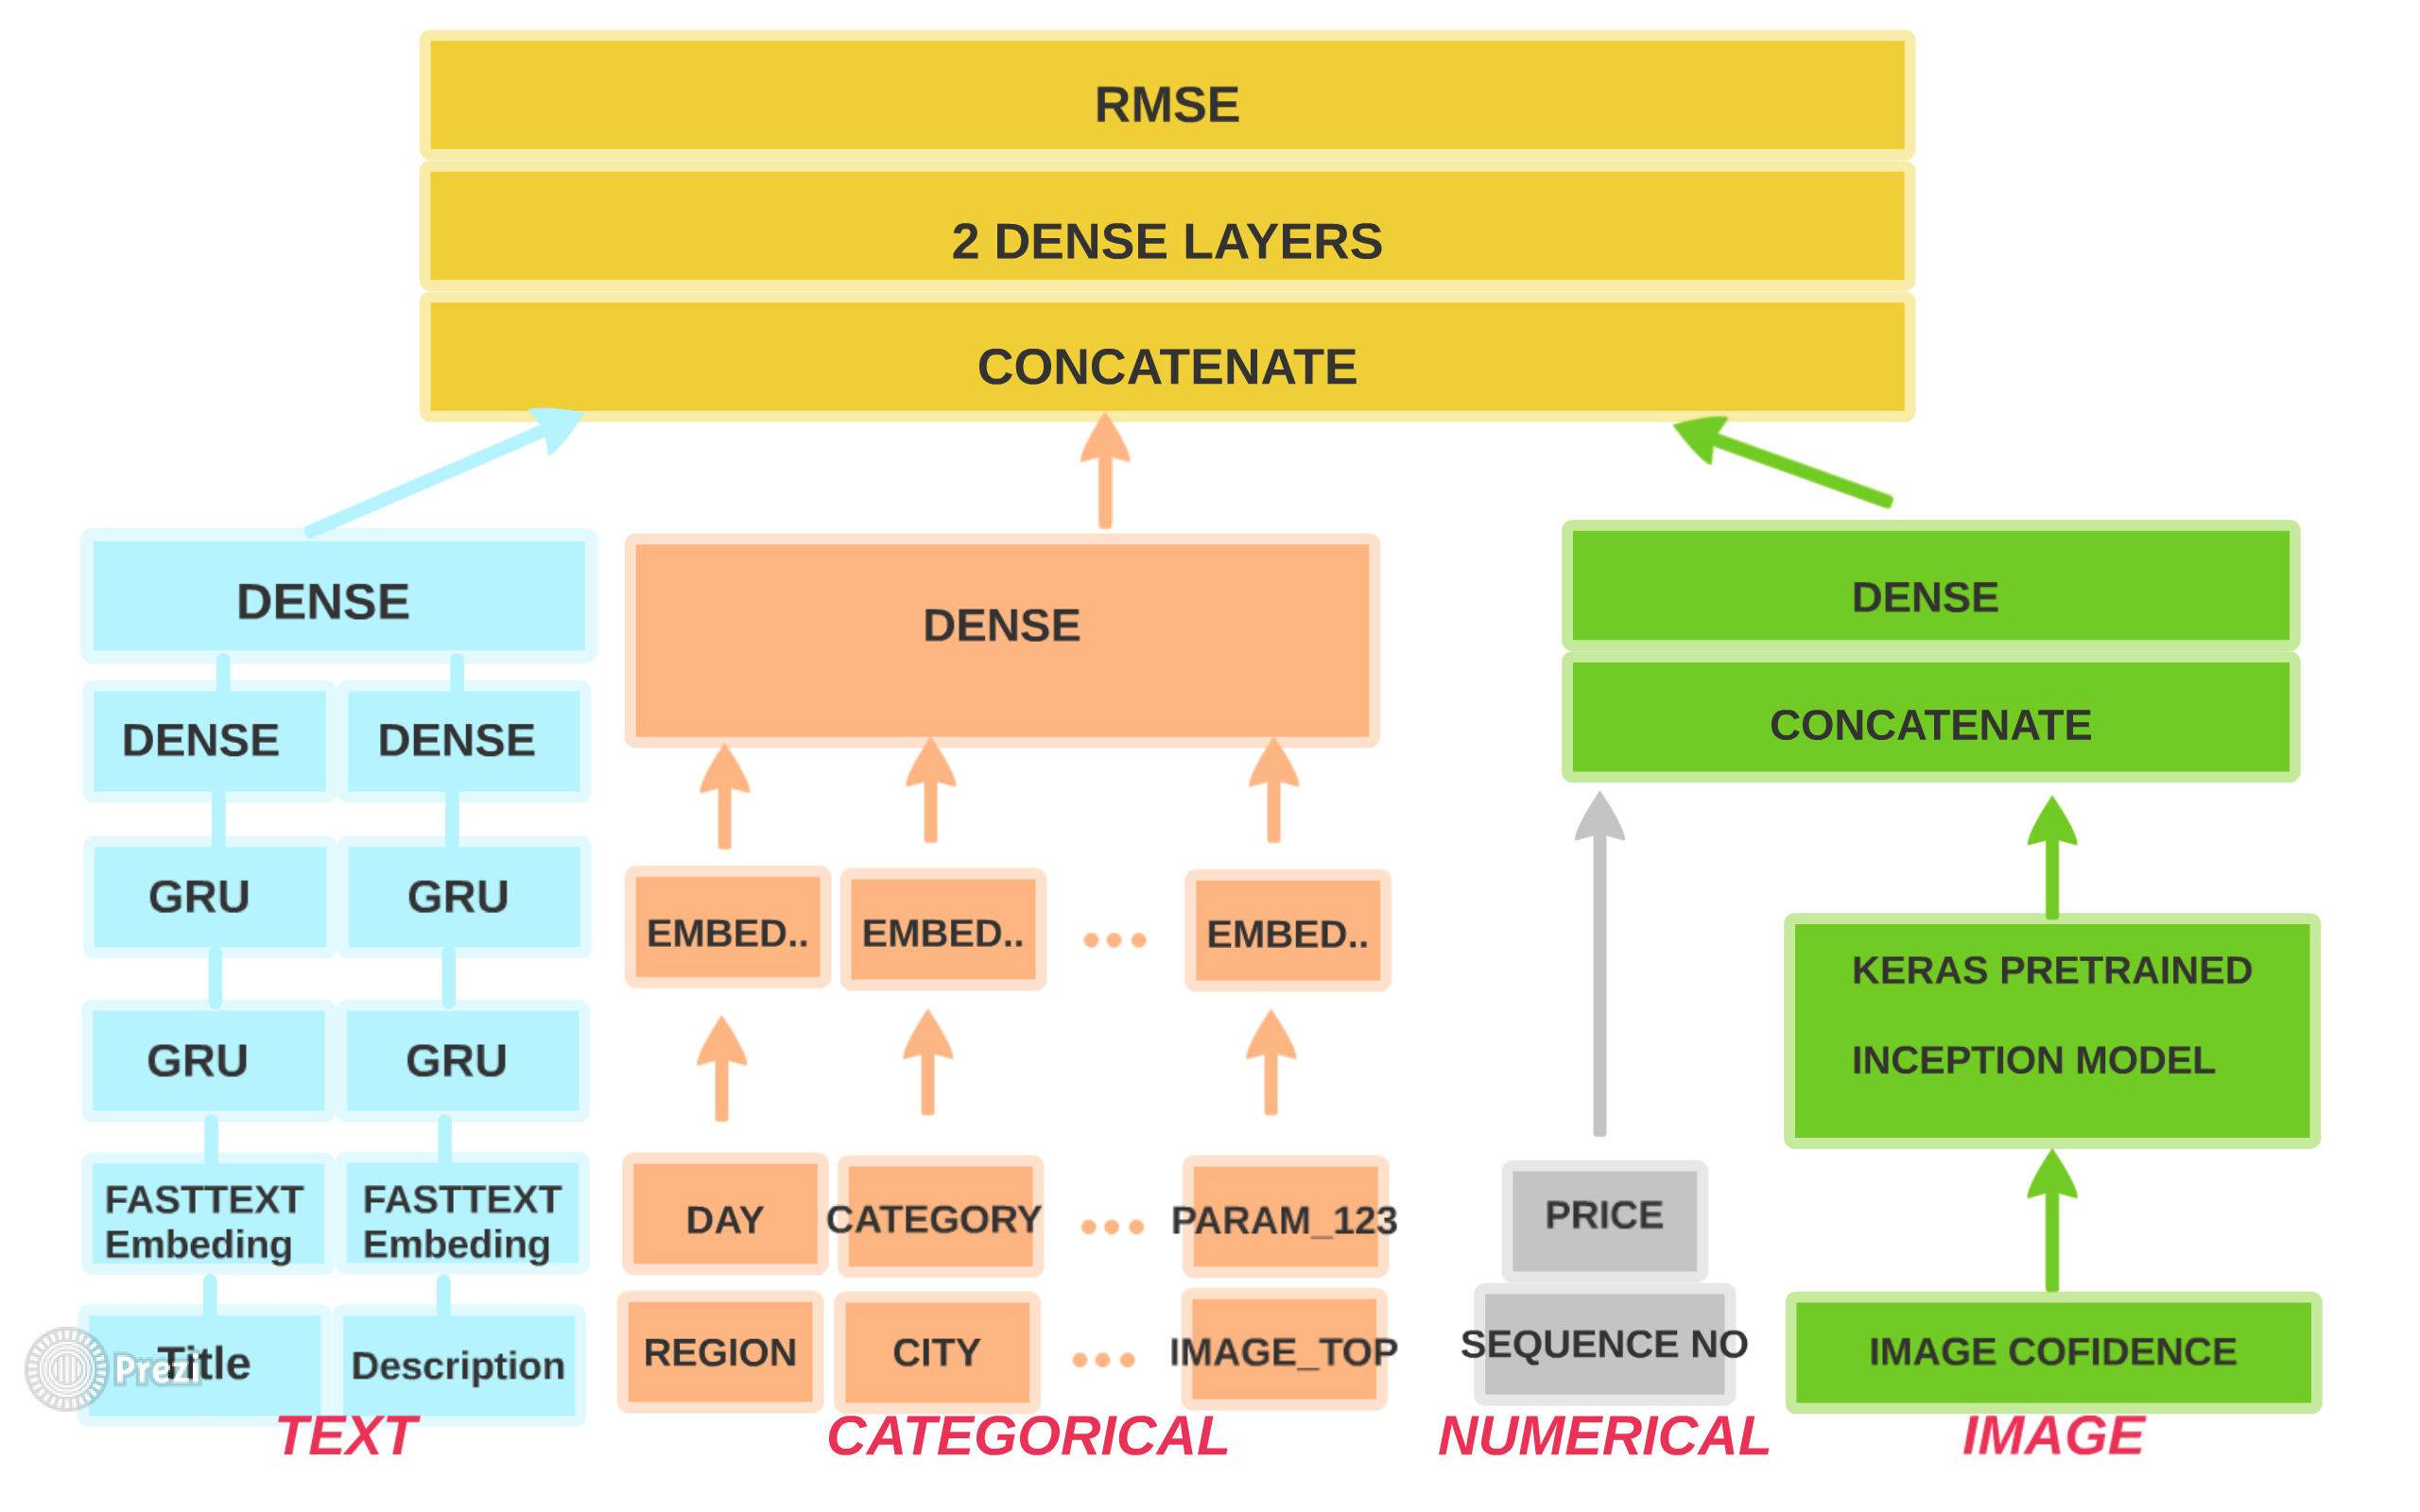 RMSE
2 DENSE LAYERS
CONCATENATE
DENSE
DENSE
DENSE
GRU
GRU
GRU
GRU
FASTTEXT
Embeding
FASTTEXT
Embeding
Title
Description
Prezi
TEXT
DENSE
EMBED..
EMBED..
EMBED..
DAY
CATEGORY
PARAM_123
REGION
CITY
IMAGE_TOP
CATEGORICAL
DENSE
CONCATENATE
PRICE
SEQUENCE NO
NUMERICAL
KERAS PRETRAINED
INCEPTION MODEL
IMAGE COFIDENCE
IMAGE